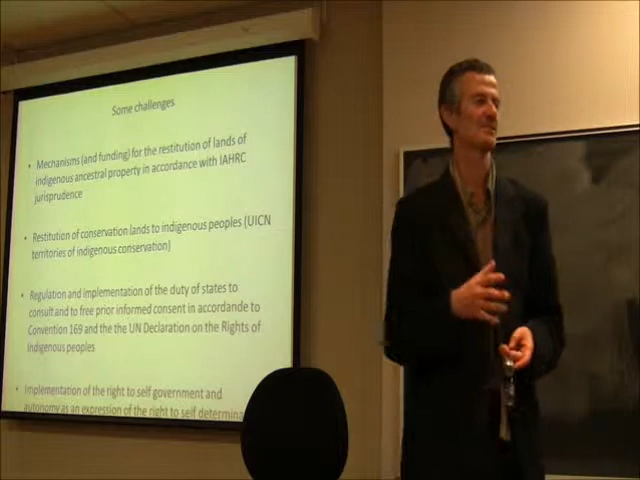 Some challenges
• Mechanisms (and funding) for the restitution of lands of
indigenous ancestral property in accordance with IAHRC
jurisprudence
• Restitution of conservation lands to indigenous peoples (UICN
territories of indigenous conservation)
• Regulation and implementation of the duty of states to
consult and to free prior informed consent in accordande to
Convention 169 and the the UN Declaration on the Rights of
Indigenous peoples
• Implementation of the right to self government and
autonomy as an expression of the right to self determina